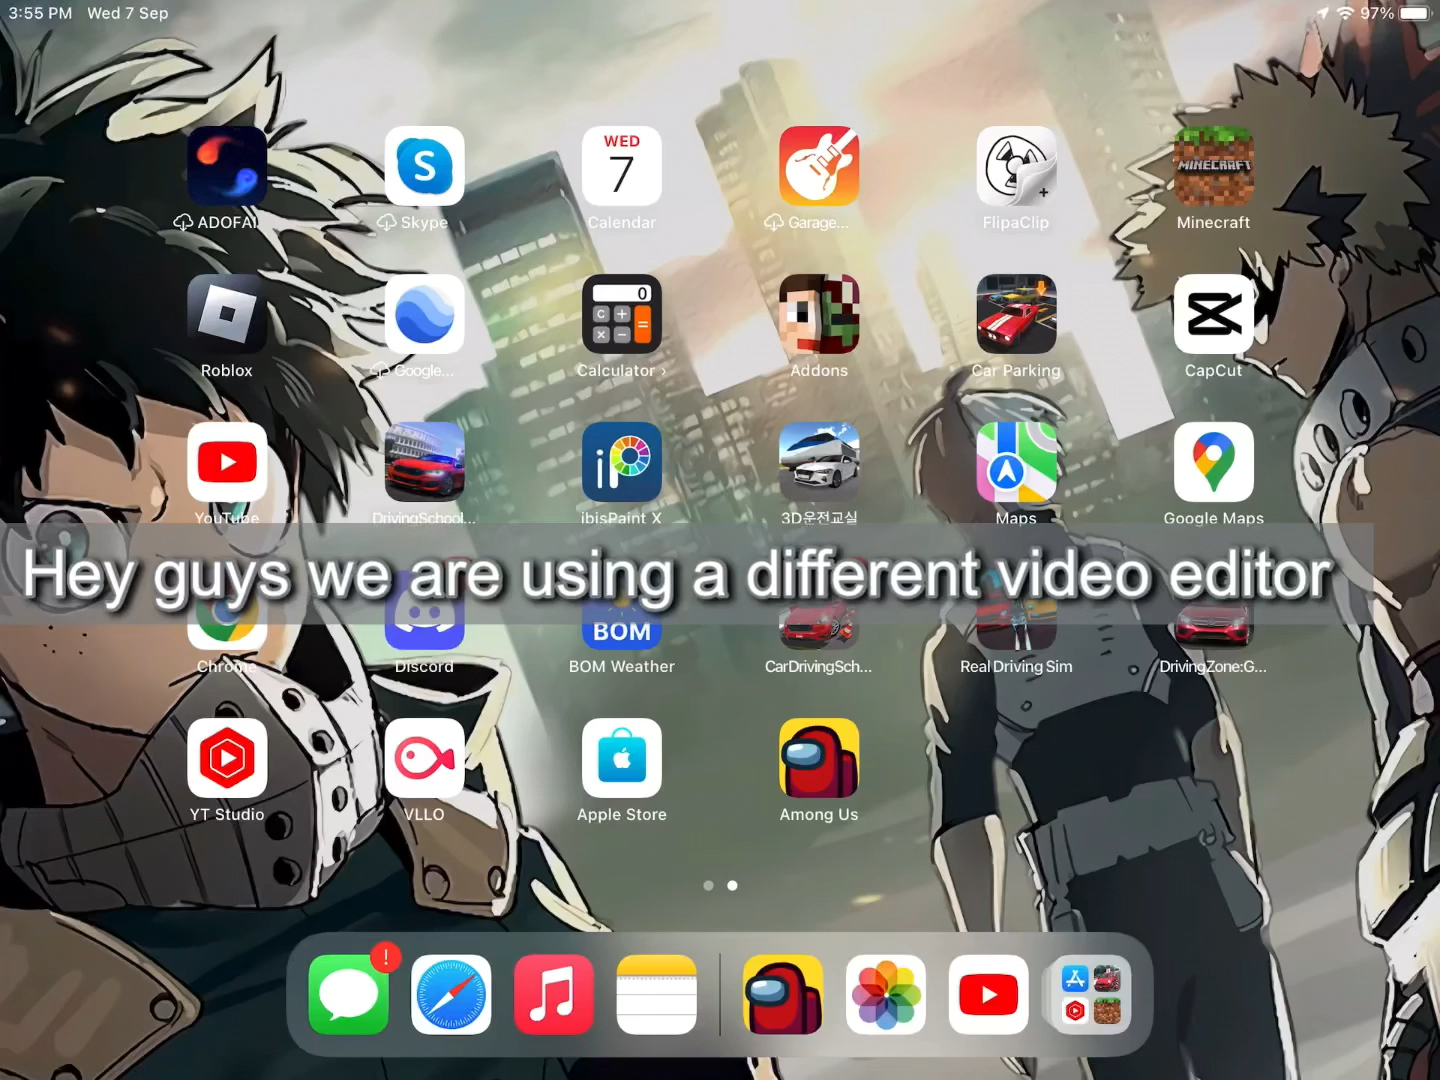 3:55 PM Wed 7 Sep 97%
WED
7
MINECRAFT
ADOFAI
Skype
Calendar
Garage...
FlipaClip
Minecraft
0
Roblox
Google...
Calculator
Addons
Car Parking
CapCut
iP
YouTube
DrivingSchool...
ibisPaint X
3D운전교실
Maps
Google Maps
Hey guys we are using a different video editor
BOM
Chrome
Discord
BOM Weather
CarDrivingSch...
Real Driving Sim
DrivingZone:G...
YT Studio
VLLO
Apple Store
Among Us
!